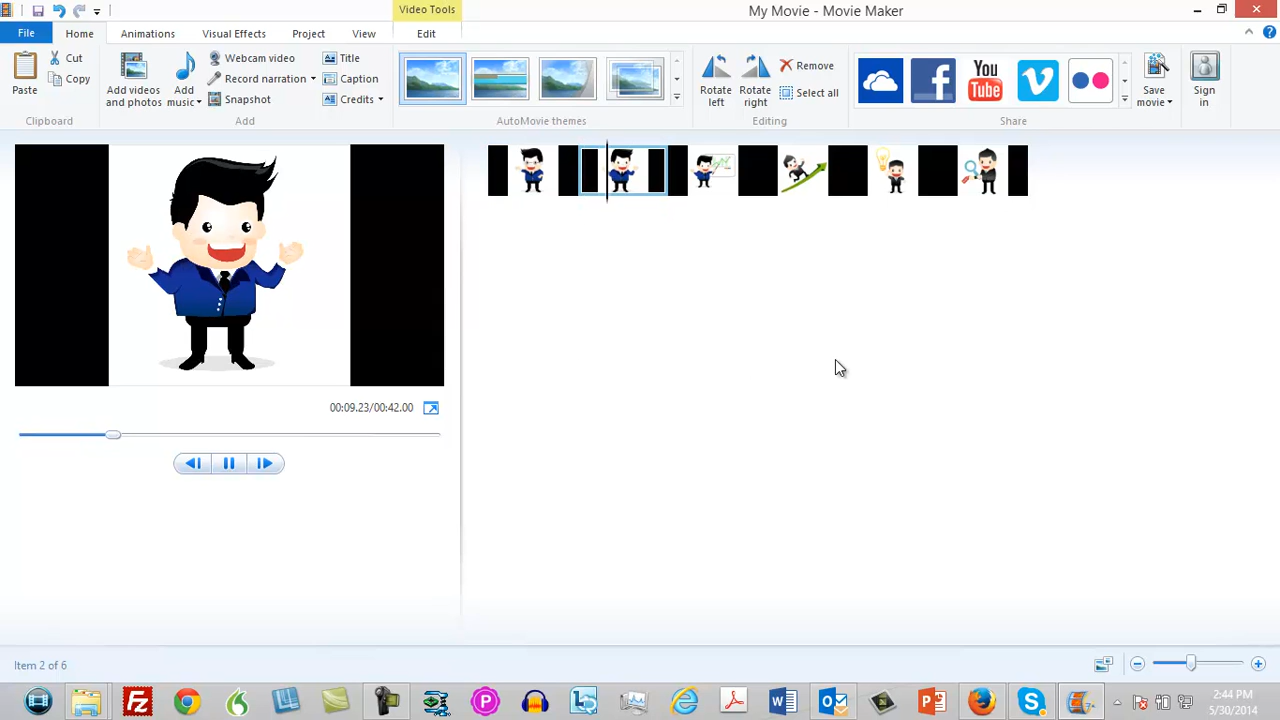 Video Tools
My Movie - Movie Maker
File
Home
Animations
Visual Effects
Project
View
Edit
Paste
Cut
Copy
Clipboard
Add videos
and photos
Add
music
Webcam video
Record narration
Snapshot
Title
Caption
Credits
Add
AutoMovie themes
Rotate
left
Rotate
right
Remove
Select all
Editing
You
Tube
Share
Save
movie
Sign
in
00:09.23/00:42.00
Item 2 of 6
2:44 PM
5/30/2014